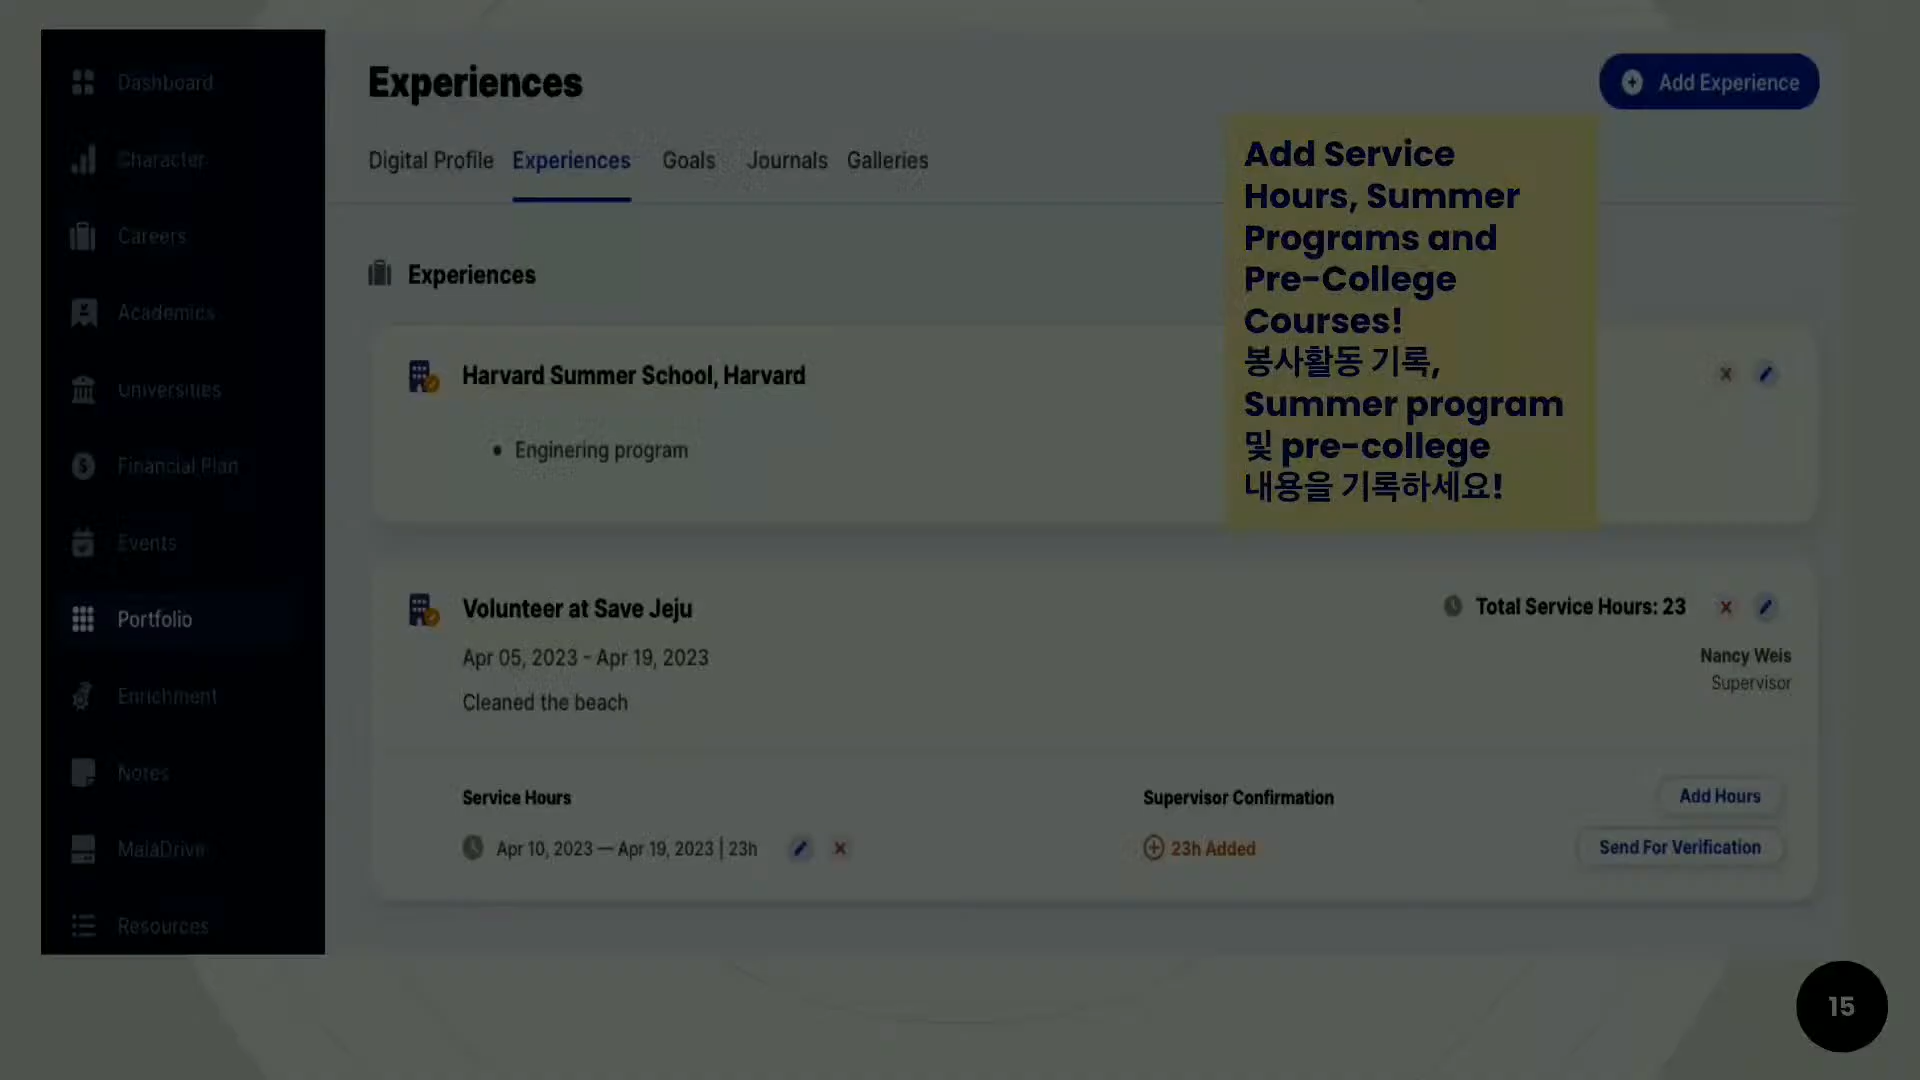 Dashboard
Character
Careers
Academics
Universities
Financial Plan
Events
Portfolio
Enrichment
Notes
MaiaDrive
Resources
Experiences
Add Experience
Digital Profile Experiences Goals Journals Galleries
Experiences
Harvard Summer School, Harvard
• Enginering program
Add Service
Hours, Summer
Programs and
Pre-College
Courses!
봉사활동 기록,
Summer program
및 pre-college
내용을 기록하세요!
Volunteer at Save Jeju
Total Service Hours: 23
Apr 05, 2023 - Apr 19, 2023
Nancy Weis
Supervisor
Cleaned the beach
Service Hours
Supervisor Confirmation
Add Hours
Apr 10, 2023 — Apr 19, 2023 | 23h
23h Added
Send For Verification
15